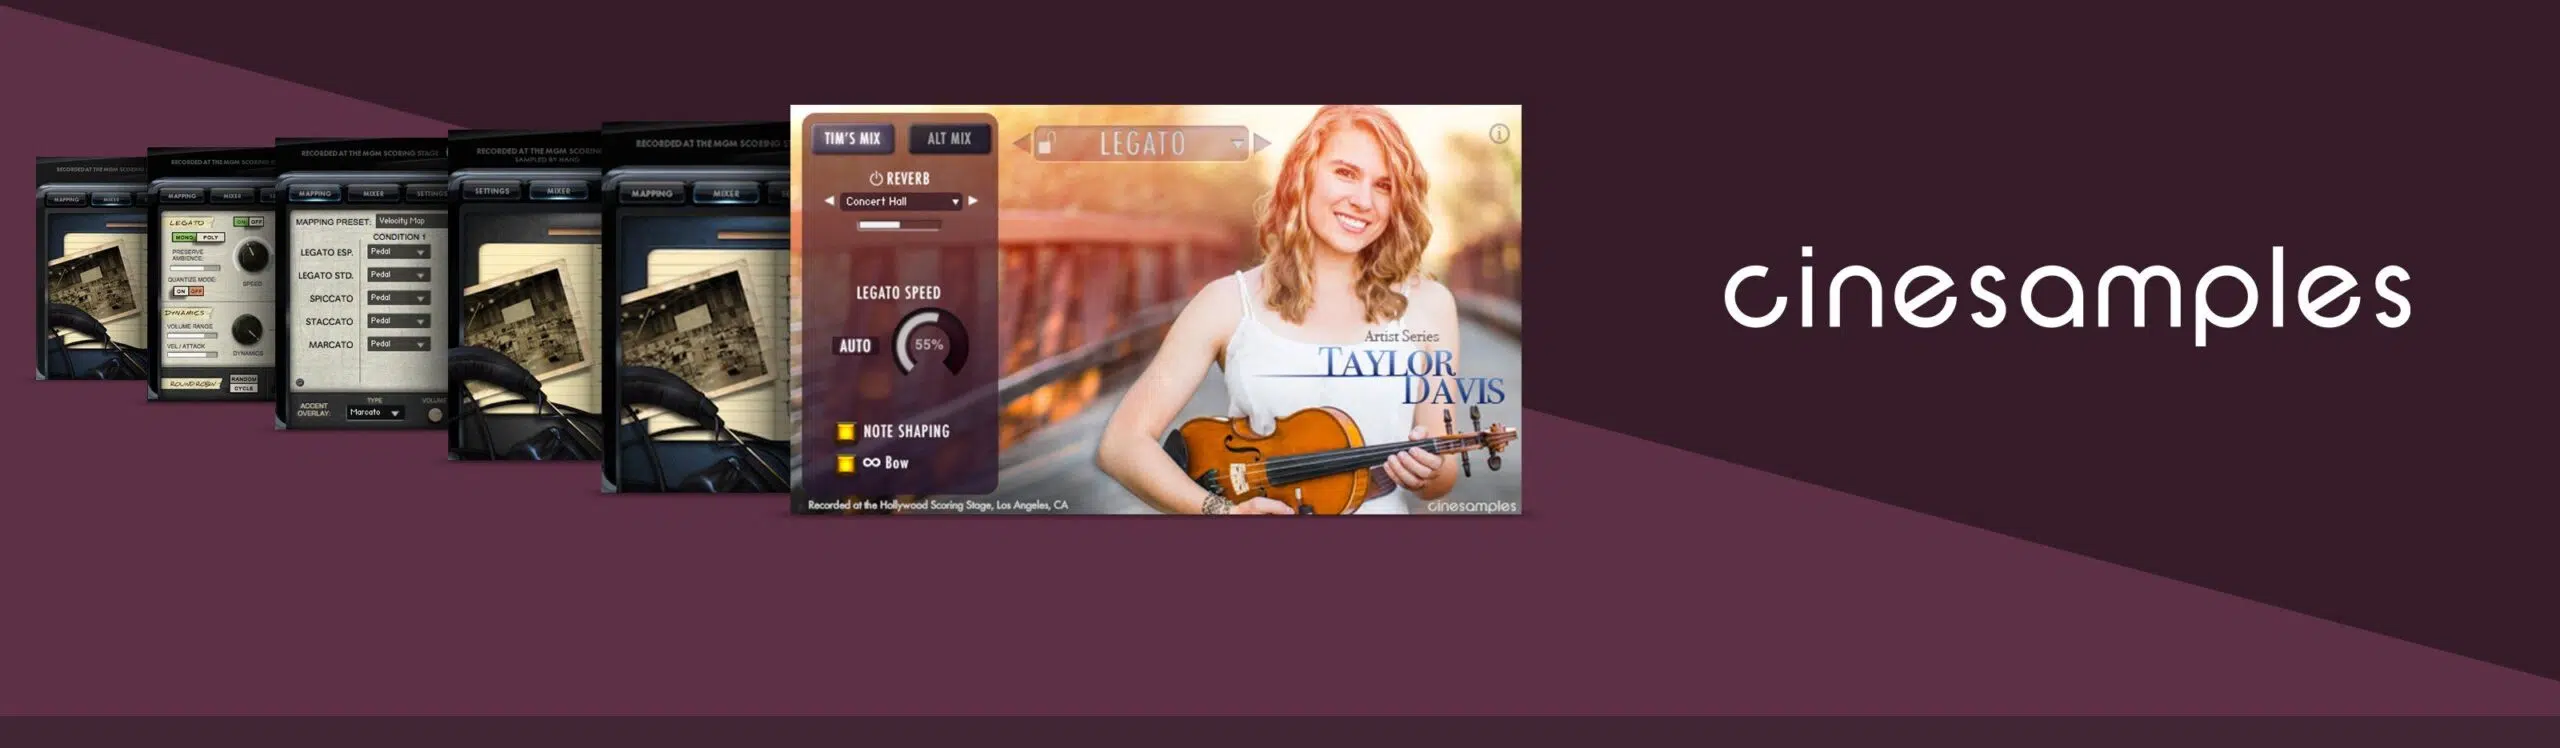 RECORDED AT THE MGM SCORING
MAPPING MIXER
RECORDED AT THE MGM SCORING
MAPPING MIXER
LEGATO ON OFF
MONO POLY
PRESERVE
AMBIENCE:
QUANTIZE MODE:
ON OFF
SPEED
DYNAMICS
VOLUME RANGE
VEL / ATTACK
DYNAMICS
ROUND ROBIN RANDOM
CYCLE
RECORDED AT THE MGM SCORING STAGE
MAPPING MIXER SETTINGS
MAPPING PRESET: Velocity Map
CONDITION 1
LEGATO ESP. Pedal
LEGATO STD. Pedal
SPICCATO Pedal
STACCATO Pedal
MARCATO Pedal
ACCENT
OVERLAY:
TYPE
Marcato
VOLUME
RECORDED AT THE MGM SCORING
SAMPLED BY HANG
SETTINGS MIXER
RECORDED AT THE MGM SCORING S
MAPPING MIXER
TIM'S MIX ALT MIX
REVERB
Concert Hall
LEGATO SPEED
AUTO 55%
NOTE SHAPING
∞ Bow
Recorded at the Hollywood Scoring Stage, Los Angeles, CA
LEGATO
i
Artist Series
TAYLOR
DAVIS
cinesamples
cinesamples